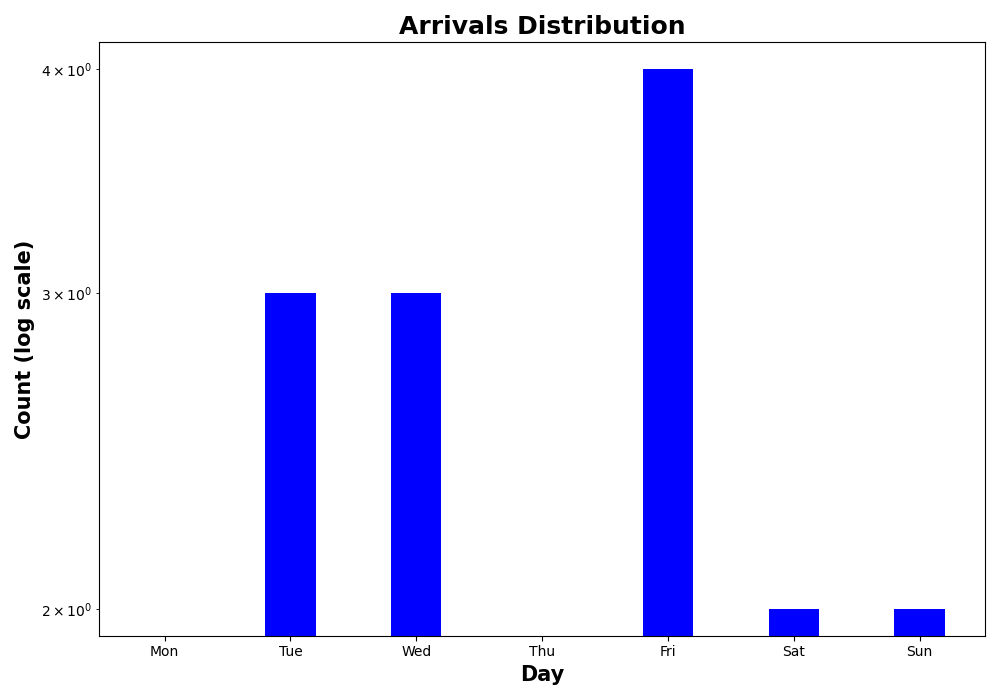 Arrivals Distribution
4 × 10⁰
3 × 10⁰
2 × 10⁰
Count (log scale)
Mon Tue Wed Thu Fri Sat Sun
Day